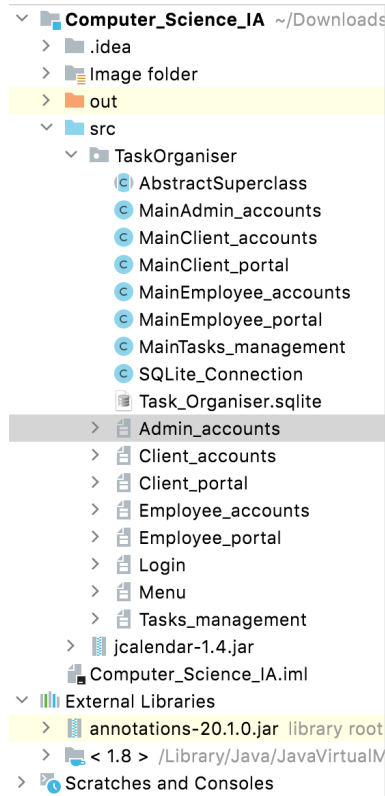 Computer_Science_IA ~/Downloads
.idea
Image folder
out
src
TaskOrganiser
AbstractSuperclass
MainAdmin_accounts
MainClient_accounts
MainClient_portal
MainEmployee_accounts
MainEmployee_portal
MainTasks_management
SQLite_Connection
Task_Organiser.sqlite
Admin_accounts
Client_accounts
Client_portal
Employee_accounts
Employee_portal
Login
Menu
Tasks_management
jcalendar-1.4.jar
Computer_Science_IA.iml
External Libraries
annotations-20.1.0.jar library root
< 1.8 > /Library/Java/JavaVirtualM
Scratches and Consoles